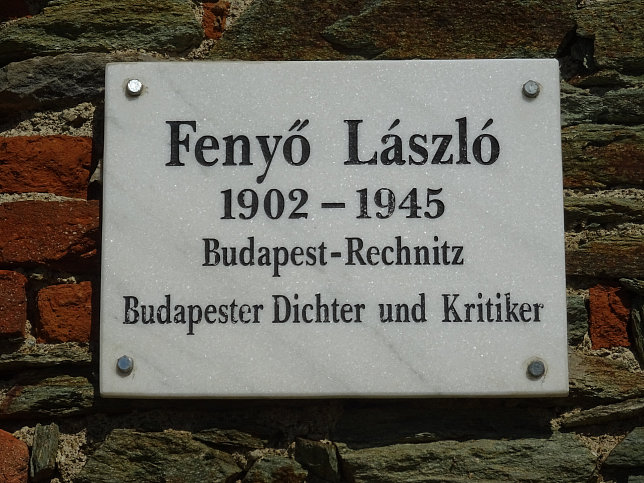 Fenyő László
1902 – 1945
Budapest-Rechnitz
Budapester Dichter und Kritiker